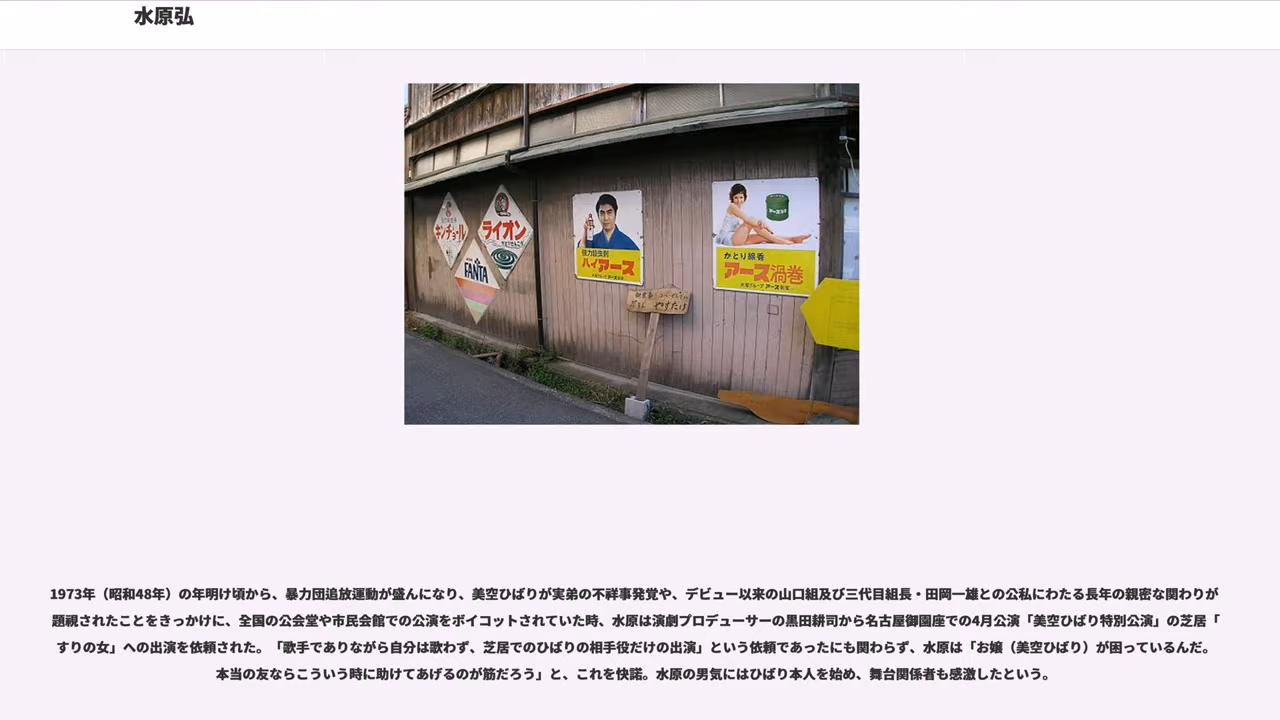 水原弘
キンチョール
ライオン
FANTA
強力殺虫剤
ハイアース
アース渦巻
かとり線香
アース渦巻
1973年（昭和48年）の年明け頃から、暴力団追放運動が盛んになり、美空ひばりが実弟の不祥事発覚や、デビュー以来の山口組及び三代目組長・田岡一雄との公私にわたる長年の親密な関わりが
題視されたことをきっかけに、全国の公会堂や市民会館での公演をボイコットされていた時、水原は演劇プロデューサーの黒田耕司から名古屋御園座での4月公演「美空ひばり特別公演」の芝居「
すりの女」への出演を依頼された。「歌手でありながら自分は歌わず、芝居でのひばりの相手役だけの出演」という依頼であったにも関わらず、水原は「お嬢（美空ひばり）が困っているんだ。
本当の友ならこういう時に助けてあげるのが筋だろう」と、これを快諾。水原の男気にはひばり本人を始め、舞台関係者も感激したという。